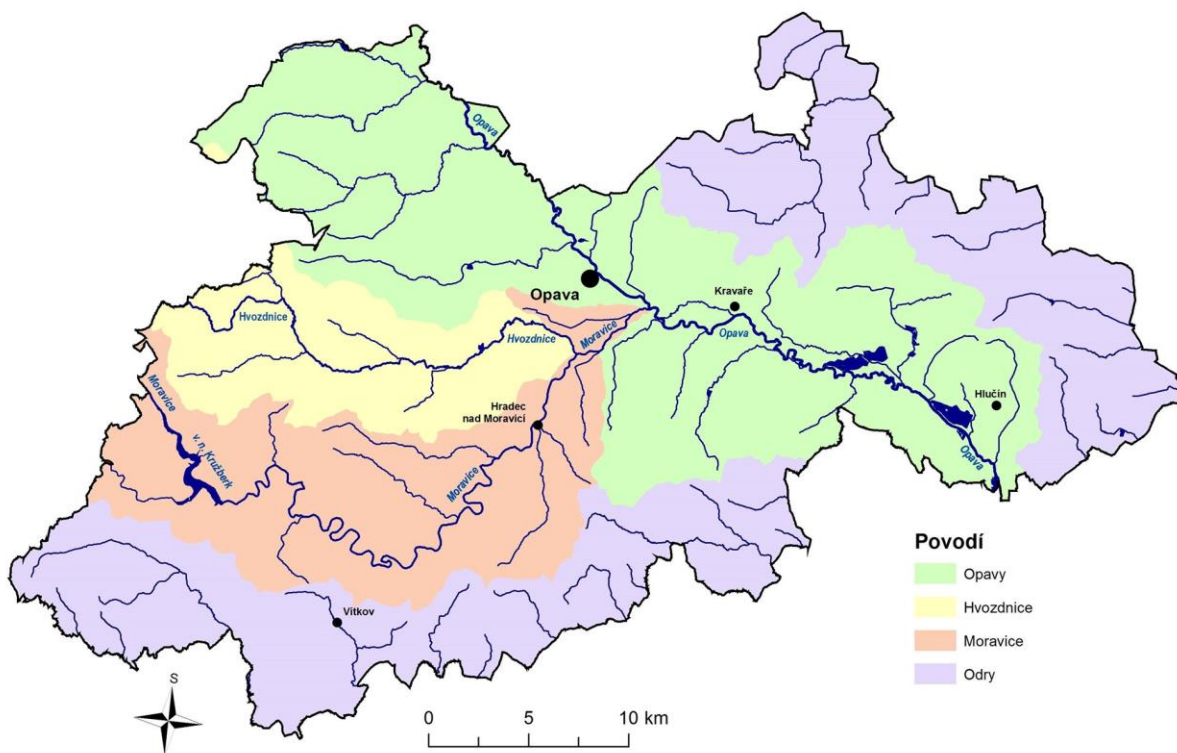 Opava
Opava
Kravaře
Hvozdnice
Hvozdnice
Moravice
Opava
Moravice
Hlučín
Hradec
nad Moravicí
v. n. Kružberk
Opava
Moravice
Povodí
Opavy
Hvozdnice
Moravice
Odry
Vítkov
S
0 5 10 km